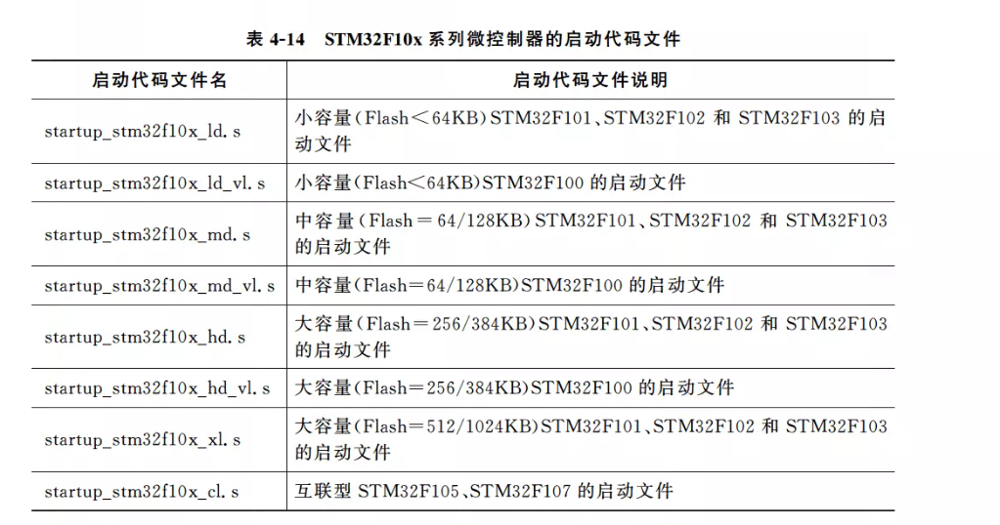 表 4-14 STM32F10x 系列微控制器的启动代码文件
启动代码文件名 启动代码文件说明
startup_stm32f10x_ld. s
小容量(Flash<64KB)STM32F101、STM32F102 和 STM32F103 的启
动文件
startup_stm32f10x_ld_vl. s 小容量(Flash<64KB)STM32F100 的启动文件
startup_stm32f10x_md. s
中容量(Flash=64/128KB)STM32F101、STM32F102 和 STM32F103
的启动文件
startup_stm32f10x_md_vl. s 中容量(Flash=64/128KB)STM32F100 的启动文件
startup_stm32f10x_hd. s
大容量(Flash=256/384KB)STM32F101、STM32F102 和 STM32F103
的启动文件
startup_stm32f10x_hd_vl. s 大容量(Flash=256/384KB)STM32F100 的启动文件
startup_stm32f10x_xl. s
大容量(Flash=512/1024KB)STM32F101、STM32F102 和 STM32F103
的启动文件
startup_stm32f10x_cl. s 互联型 STM32F105、STM32F107 的启动文件